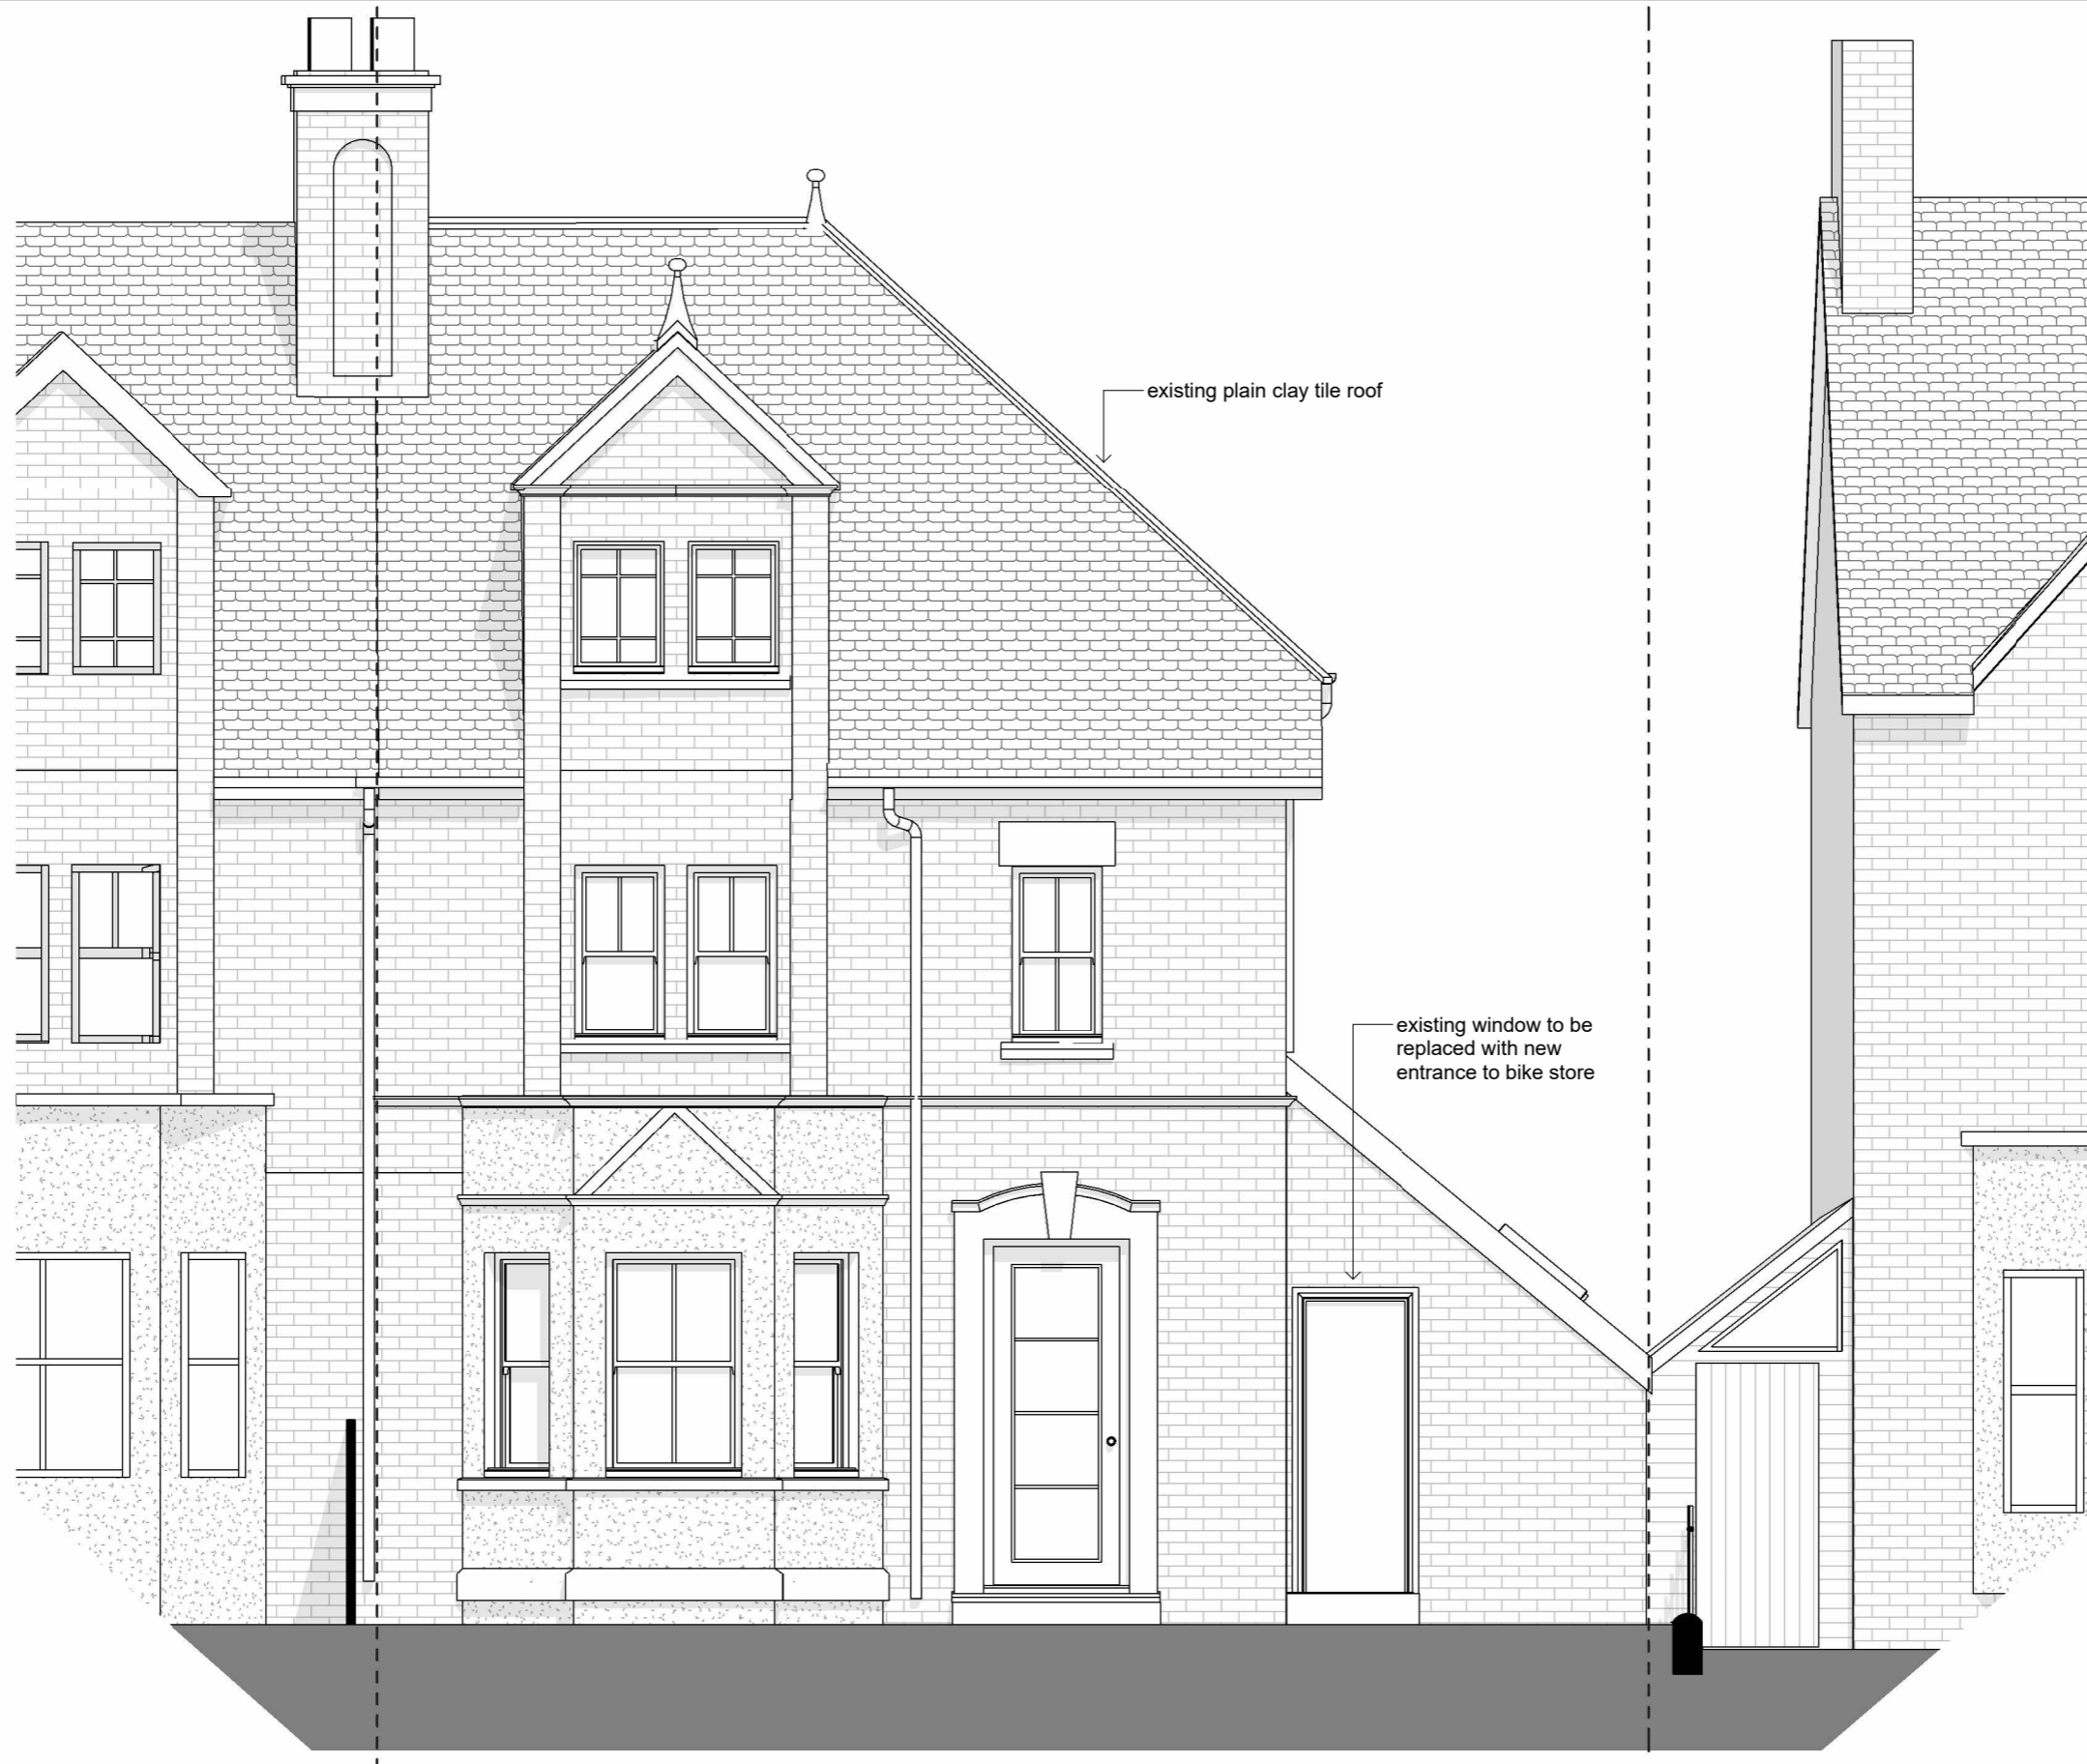 existing plain clay tile roof
existing window to be
replaced with new
entrance to bike store